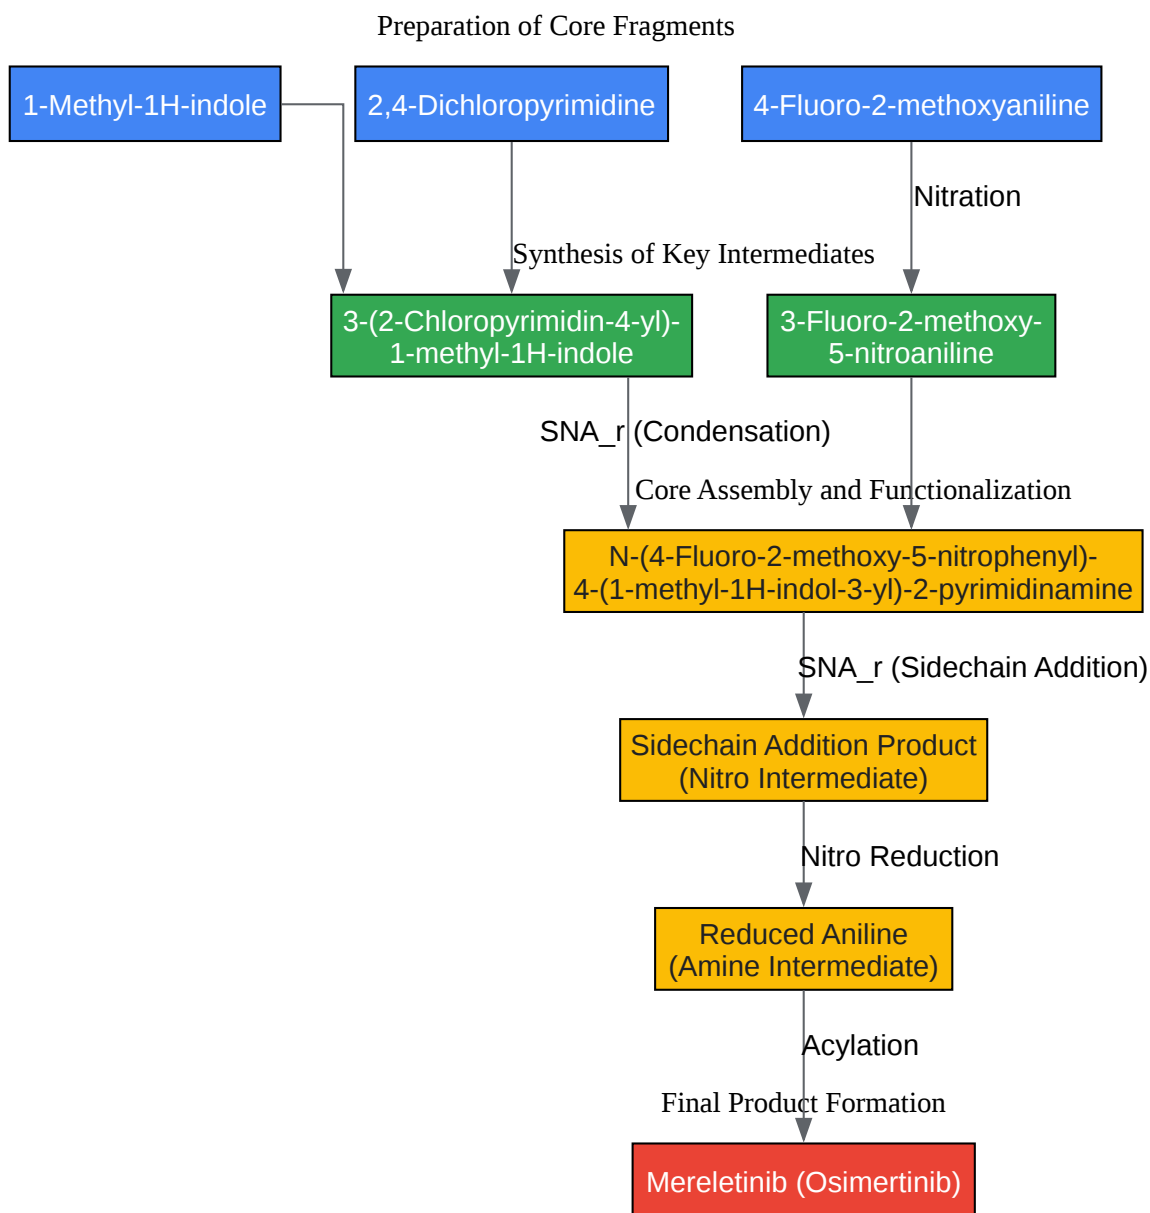 Preparation of Core Fragments
1-Methyl-1H-indole
2,4-Dichloropyrimidine
4-Fluoro-2-methoxyaniline
Nitration
Synthesis of Key Intermediates
3-(2-Chloropyrimidin-4-yl)-
1-methyl-1H-indole
3-Fluoro-2-methoxy-
5-nitroaniline
SNA_r (Condensation)
Core Assembly and Functionalization
N-(4-Fluoro-2-methoxy-5-nitrophenyl)-
4-(1-methyl-1H-indol-3-yl)-2-pyrimidinamine
SNA_r (Sidechain Addition)
Sidechain Addition Product
(Nitro Intermediate)
Nitro Reduction
Reduced Aniline
(Amine Intermediate)
Acylation
Final Product Formation
Mereletinib (Osimertinib)